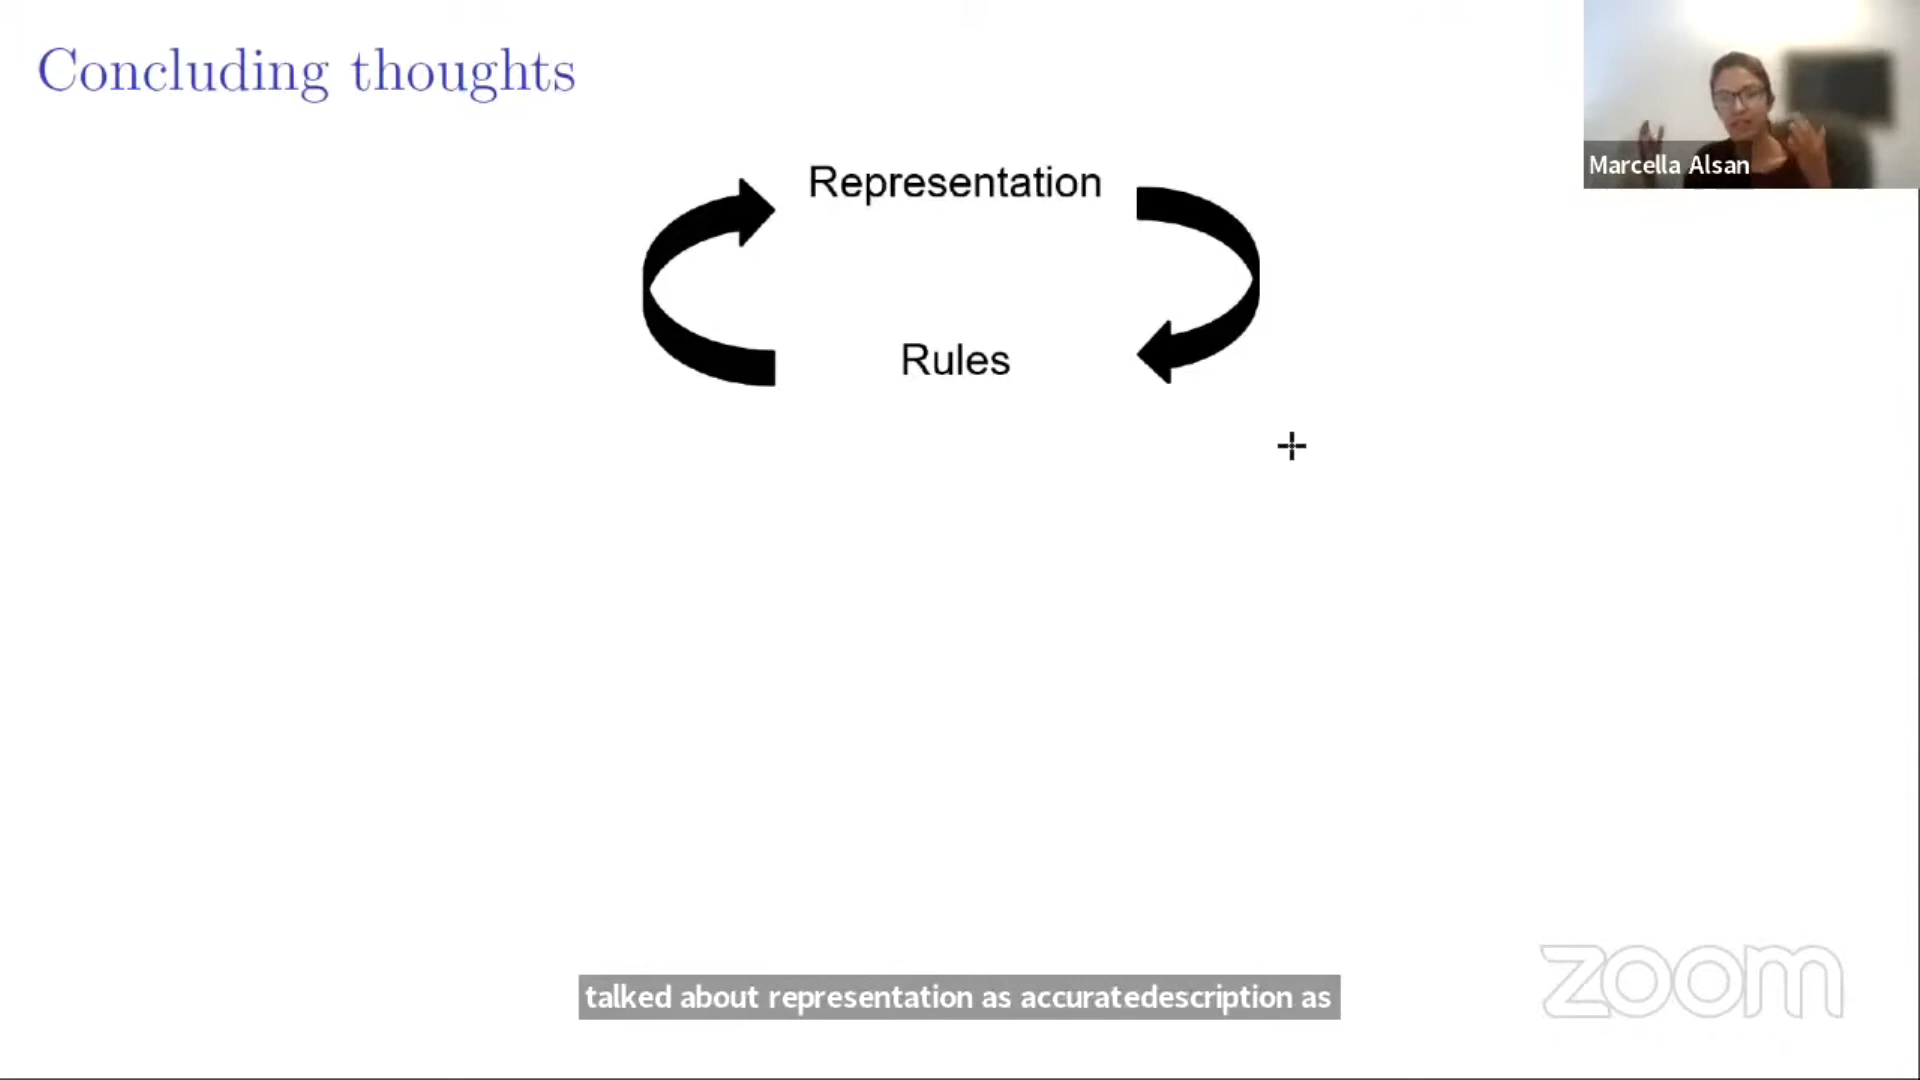 Concluding thoughts
Marcella Alsan
Representation
Rules
talked about representation as accuratedescription as
zoom